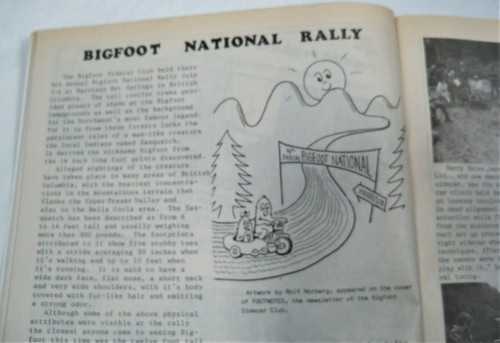 BIGFOOT NATIONAL RALLY
The Bigfoot Sidecar Club held their
4th Annual Bigfoot National Rally July
at Harrison Hot Springs in British
Columbia. The tall conifer trees prov-
ided plenty of shade at the Bigfoot
Campgrounds as well as the background
for the Northwest's most famous legend.
For it is from these forests lurks the
persistent tales of a man-like creature
the local Indians named Sasquatch.
It derived the nickname Bigfoot from
the 16 inch long foot prints discovered.
Alleged sightings of the creature
have taken place in many areas of British
Columbia, with the heaviest concentra-
tions in the mountainous terrain that
flanks the Upper Fraser Valley and
also in the Bella Coola area. The Sas-
quatch has been described as from 6
to 14 feet tall and usually weighing
more than 300 pounds. The footprints
attributed to it show five stubby toes
with a stride averaging 50 inches when
it's walking and up to 10 feet when
it's running. It is said to have a
wide dark face, flat nose, a short neck
and very wide shoulders, with it's body
covered with fur-like hair and emitting
a strong odor.
Although some of the above physical
attributes were visible at the rally
the closest anyone came to seeing Big-
foot this time was the twelve foot tall
4th ANNUAL BIGFOOT NATIONAL
HARRISON
Artwork by Rolf Norberg, appeared on the cover
of FOOTNOTES, the newsletter of the Bigfoot
Sidecar Club.